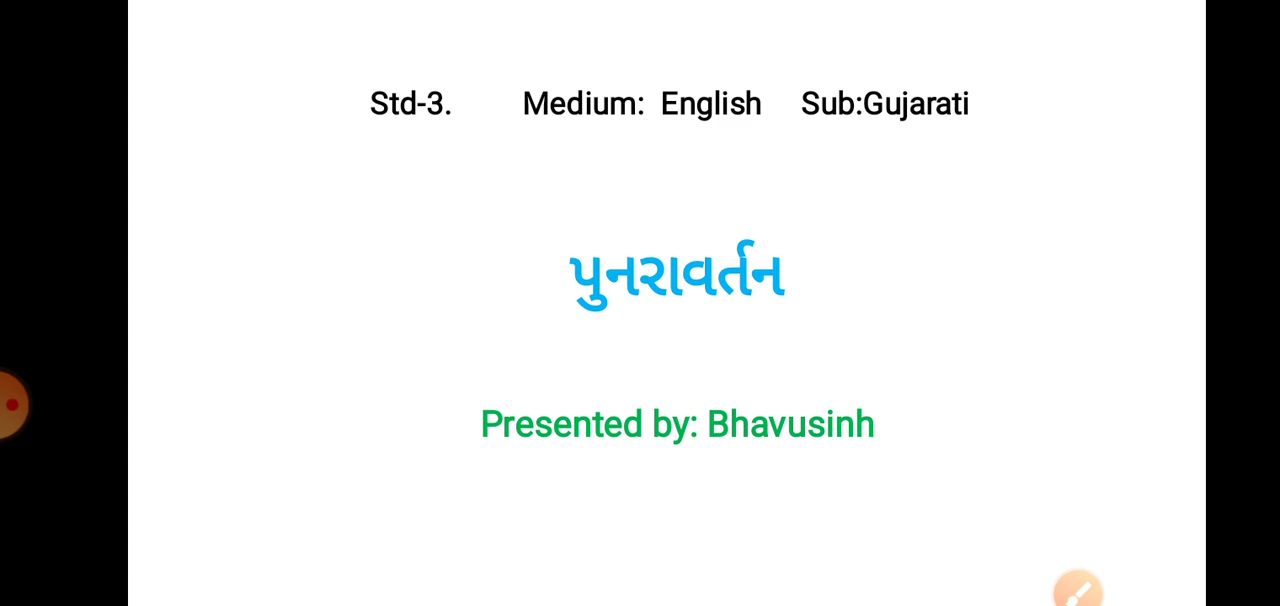 Std-3. Medium: English Sub:Gujarati
પુનરાવર્તન
Presented by: Bhavusinh